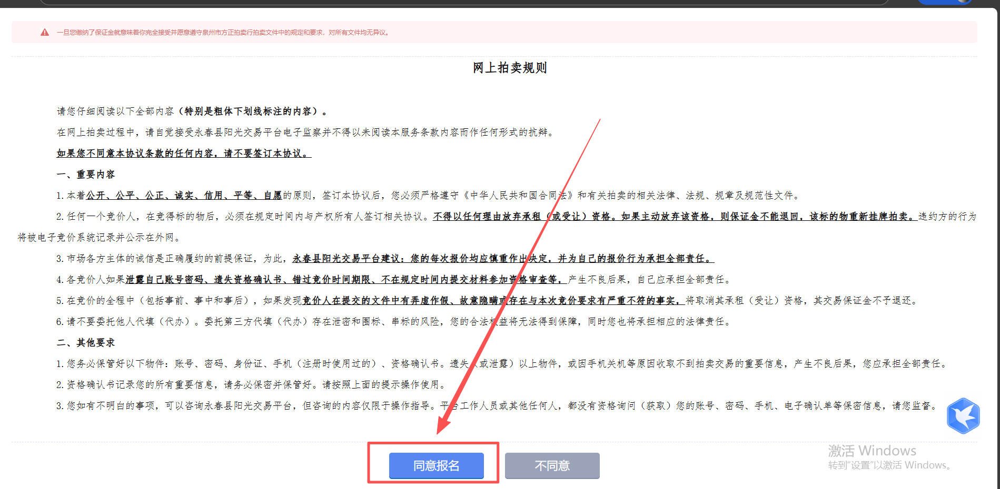 一旦您缴纳了保证金就意味着你完全接受并愿意遵守泉州市方正拍卖行拍卖文件中的规定和要求，对所有文件均无异议。
网上拍卖规则
请您仔细阅读以下全部内容（特别是粗体下划线标注的内容）。
在网上拍卖过程中，请自觉接受永春县阳光交易平台电子监察并不得以未阅读本服务条款内容而作任何形式的抗辩。
如果您不同意本协议条款的任何内容，请不要签订本协议。
一、重要内容
1. 本着公开、公平、公正、诚实、信用、平等、自愿的原则，签订本协议后，您必须严格遵守《中华人民共和国合同法》和有关拍卖的相关法律、法规、规章及规范性文件。
2. 任何一个竞价人，在竞得标的物后，必须在规定时间内与产权所有人签订相关协议。不得以任何理由放弃承租（或受让）资格。如果主动放弃该资格，则保证金不能退回，该标的物重新挂牌拍卖。违约方的行为
将被电子竞价系统记录并公示在外网。
3. 市场各方主体的诚信是正确履约的前提保证，为此，永春县阳光交易平台建议：您的每次报价均应慎重作出决定，并为自己的报价行为承担全部责任。
4. 各竞价人如果泄露自己账号密码、遗失资格确认书、错过竞价时间期限、不在规定时间内提交材料参加资格审查等，产生不良后果，自己应承担全部责任。
5. 在竞价的全程中（包括事前、事中和事后），如果发现竞价人在提交的文件中有弄虚作假、故意隐瞒或存在与本次竞价要求有严重不符的事实，将取消其承租（受让）资格，其交易保证金不予退还。
6. 请不要委托他人代填（代办）。委托第三方代填（代办）存在泄密和围标、串标的风险，您的合法权益将无法得到保障，同时您也将承担相应的法律责任。
二、其他要求
1. 您务必保管好以下物件：账号、密码、身份证、手机（注册时使用过的）、资格确认书。遗失（或泄露）以上物件，或因手机关机等原因收取不到拍卖交易的重要信息，产生不良后果，您应承担全部责任。
2. 资格确认书记录您的所有重要信息，请务必保密并保管好。请按照上面的提示操作使用。
3. 您如有不明白的事项，可以咨询永春县阳光交易平台，但咨询的内容仅限于操作指导。平台工作人员或其他任何人，都没有资格询问（获取）您的账号、密码、手机、电子确认单等保密信息，请您监督。
同意报名
不同意
激活 Windows
转到“设置”以激活 Windows。